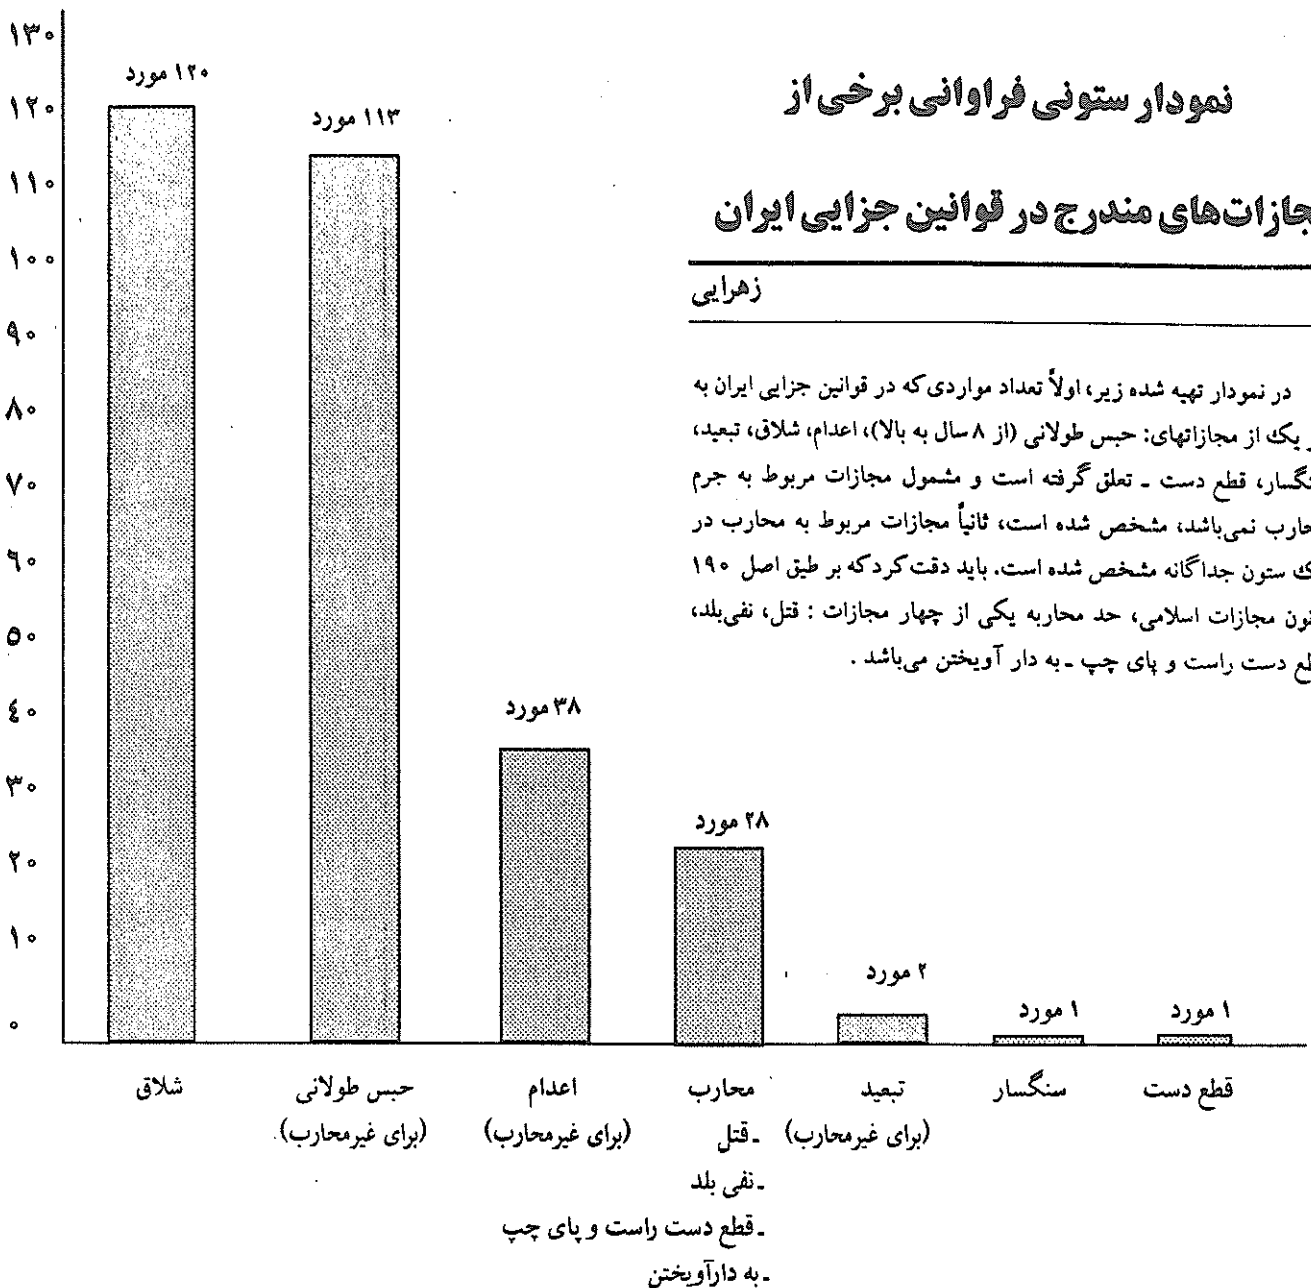 نمودار ستونی فراوانی برخی از
جازات‌های مندرج در قوانین جزایی ایران
زهرایی
در نمودار تهیه شده زیر، اولاً تعداد مواردی که در قوانین جزایی ایران به
یک از مجازاتهای: حبس طولانی (از ۸ سال به بالا)، اعدام، شلاق، تبعید،
نگسار، قطع دست ـ تعلق گرفته است و مشمول مجازات مربوط به جرم
حارب نمی‌باشد، مشخص شده است، ثانیاً مجازات مربوط به محارب در
ک ستون جداگانه مشخص شده است. باید دقت کرد که بر طبق اصل ۱۹۰
نون مجازات اسلامی، حد محاربه یکی از چهار مجازات : قتل، نفی‌بلد،
طع دست راست و پای چپ ـ به دار آویختن می‌باشد .
۱۳۰
۱۲۰
۱۱۰
۱۰۰
۹۰
۸۰
۷۰
۶۰
۵۰
٤۰
۳۰
۲۰
۱۰
۰
۱۲۰ مورد
۱۱۳ مورد
۳۸ مورد
۲۸ مورد
۲ مورد
۱ مورد
۱ مورد
شلاق
حبس طولانی
(برای غیرمحارب)
اعدام
(برای غیرمحارب)
محارب
ـ قتل
ـ نفی بلد
ـ قطع دست راست و پای چپ
ـ به دارآویختن
تبعید
(برای غیرمحارب)
سنگسار
قطع دست